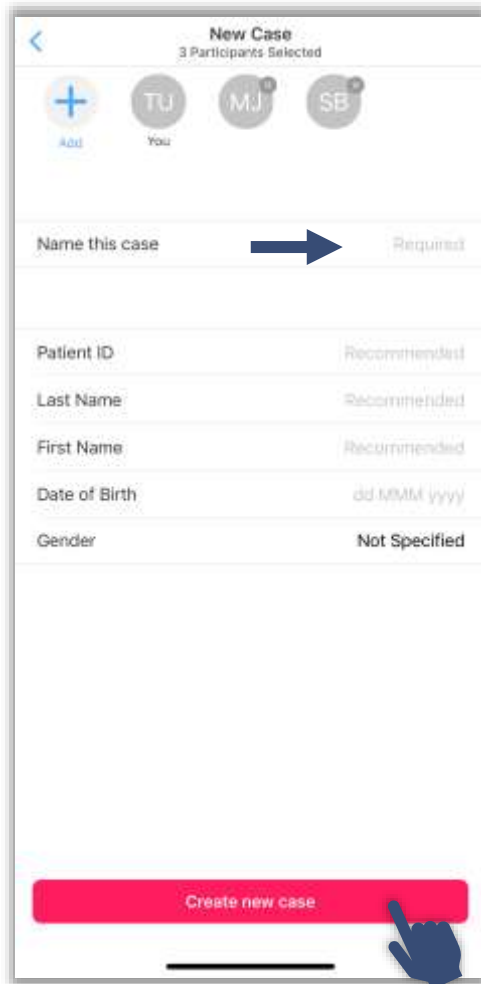 New Case
3 Participants Selected
TU MJ SB
Add You
Name this case Required
Patient ID Recommended
Last Name Recommended
First Name Recommended
Date of Birth dd MMM yyyy
Gender Not Specified
Create new case